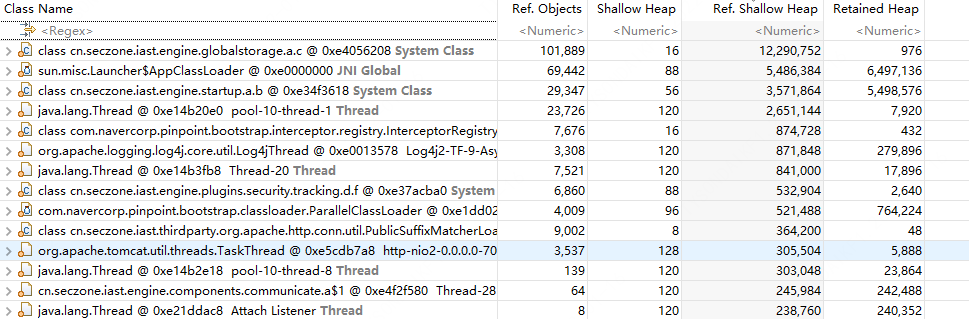 Class Name Ref. Objects Shallow Heap Ref. Shallow Heap Retained Heap
<Regex> <Numeric> <Numeric> <Numeric> <Numeric>
class cn.seczone.iast.engine.globalstorage.a.c @ 0xe4056208 System Class 101,889 16 12,290,752 976
sun.misc.Launcher$AppClassLoader @ 0xe0000000 JNI Global 69,442 88 5,486,384 6,497,136
class cn.seczone.iast.engine.startup.a.b @ 0xe34f3618 System Class 29,347 56 3,571,864 5,498,576
java.lang.Thread @ 0xe14b20e0 pool-10-thread-1 Thread 23,726 120 2,651,144 7,920
class com.navercorp.pinpoint.bootstrap.interceptor.registry.InterceptorRegistry 7,676 16 874,728 432
org.apache.logging.log4j.core.util.Log4jThread @ 0xe0013578 Log4j2-TF-9-Asy 3,308 120 871,848 279,896
java.lang.Thread @ 0xe14b3fb8 Thread-20 Thread 7,521 120 841,000 17,896
class cn.seczone.iast.engine.plugins.security.tracking.d.f @ 0xe37acba0 System 6,860 88 532,904 2,640
com.navercorp.pinpoint.bootstrap.classloader.ParallelClassLoader @ 0xe1dd02 4,009 96 521,488 764,224
class cn.seczone.iast.thirdparty.org.apache.http.conn.util.PublicSuffixMatcherLoa 9,002 8 364,200 48
org.apache.tomcat.util.threads.TaskThread @ 0xe5cdb7a8 http-nio2-0.0.0.0-70 3,537 128 305,504 5,888
java.lang.Thread @ 0xe14b2e18 pool-10-thread-8 Thread 139 120 303,048 23,864
cn.seczone.iast.engine.components.communicate.a$1 @ 0xe4f2f580 Thread-28 64 120 245,984 242,488
java.lang.Thread @ 0xe21ddac8 Attach Listener Thread 8 120 238,760 240,352